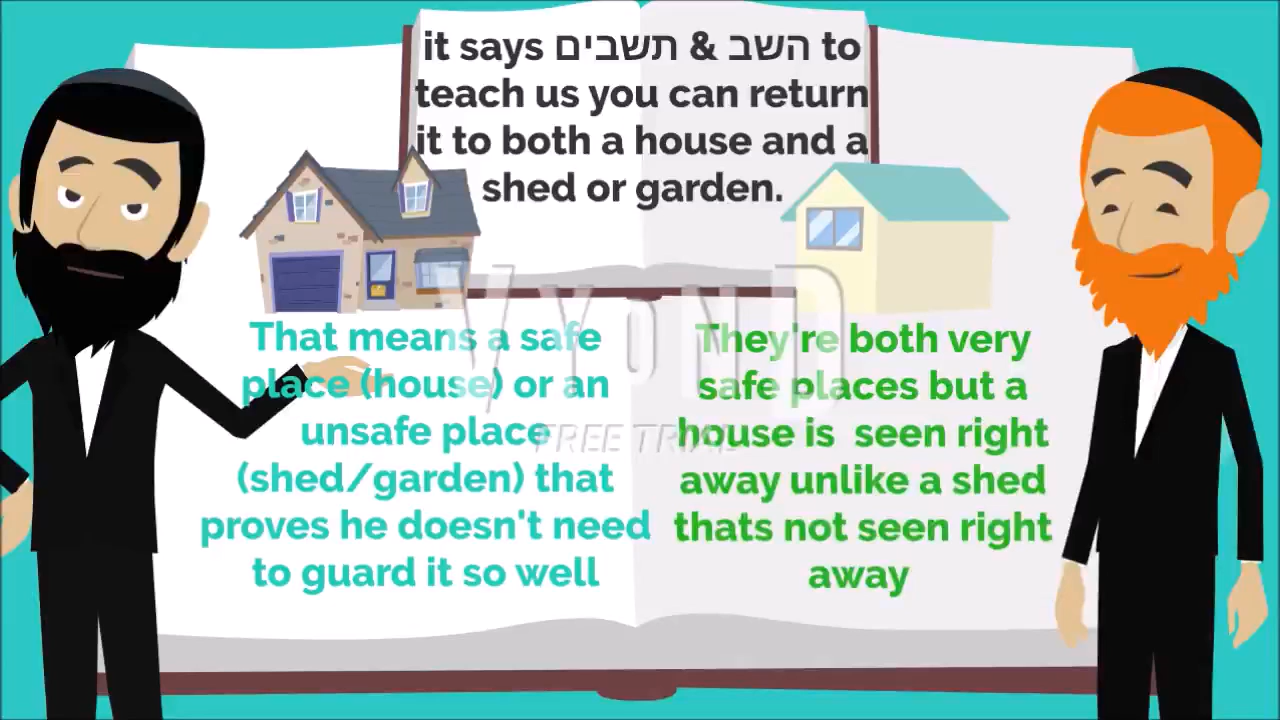 it says תשבים & השב to
teach us you can return
it to both a house and a
shed or garden.
That means a safe
place (house) or an
unsafe place
(shed/garden) that
proves he doesn't need
to guard it so well
They're both very
safe places but a
house is  seen right
away unlike a shed
thats not seen right
away
VYOND
FREE TRIAL